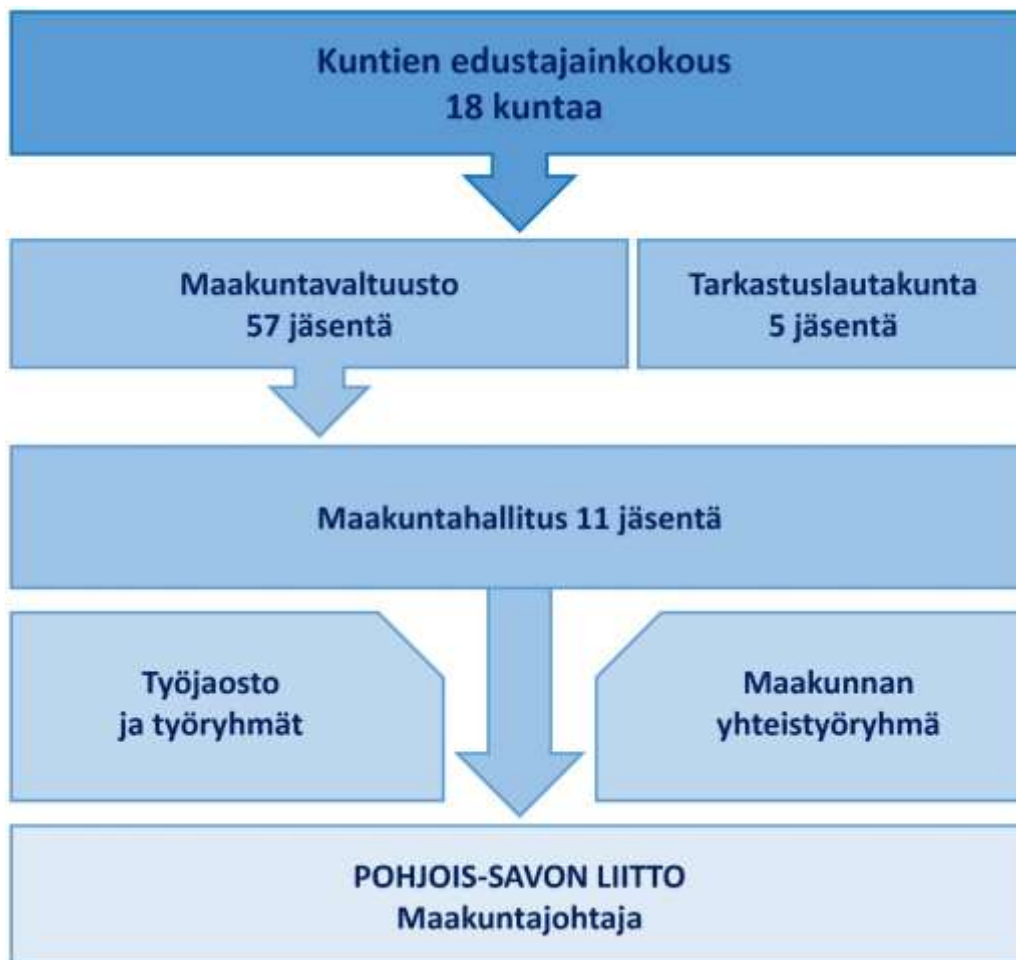 Kuntien edustajainkokous
18 kuntaa
Maakuntavaltuusto
57 jäsentä
Tarkastuslautakunta
5 jäsentä
Maakuntahallitus 11 jäsentä
Työjaosto
ja työryhmät
Maakunnan
yhteistyöryhmä
POHJOIS-SAVON LIITTO
Maakuntajohtaja